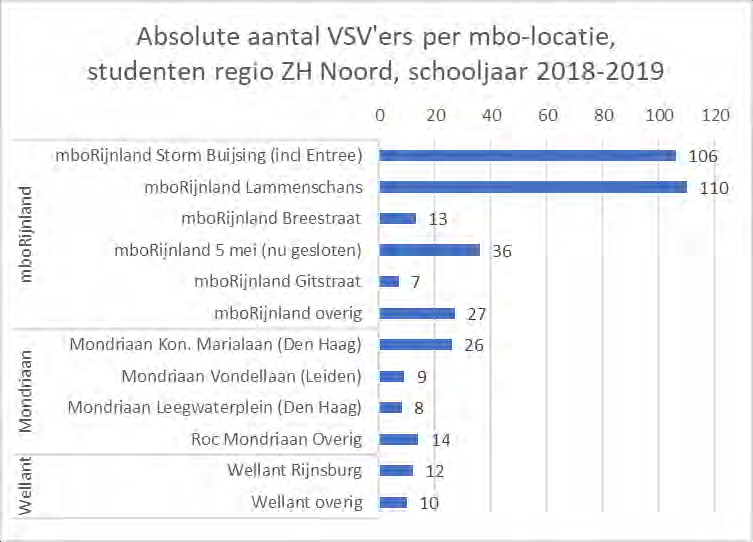 Absolute aantal VSV'ers per mbo-locatie,
studenten regio ZH Noord, schooljaar 2018-2019
0 20 40 60 80 100 120
mboRijnland
mboRijnland Storm Buijsing (incl Entree) 106
mboRijnland Lammenschans 110
mboRijnland Breestraat 13
mboRijnland 5 mei (nu gesloten) 36
mboRijnland Gitstraat 7
mboRijnland overig 27
Mondriaan
Mondriaan Kon. Marialaan (Den Haag) 26
Mondriaan Vondellaan (Leiden) 9
Mondriaan Leegwaterplein (Den Haag) 8
Roc Mondriaan Overig 14
Wellant
Wellant Rijnsburg 12
Wellant overig 10